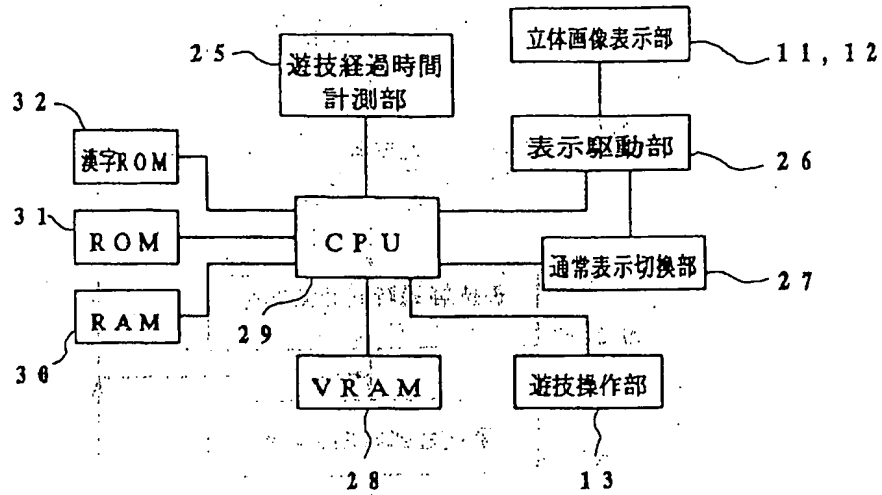 立体画像表示部
25
遊技経過時間
計測部
11,12
32
漢字ROM
表示駆動部
26
31
ROM
CPU
通常表示切換部
27
RAM
29
30
VRAM
遊技操作部
28
13